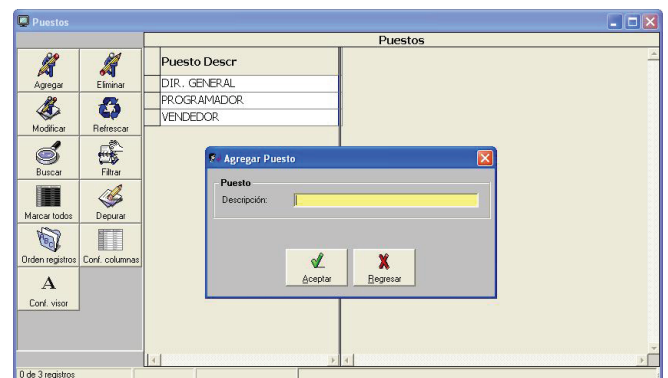 Puestos
Puestos
Agregar
Eliminar
Modificar
Refrescar
Buscar
Filtrar
Marcar todos
Depurar
Orden registros
Conf. columnas
A
Conf. visor
Puesto Descr
DIR. GENERAL
PROGRAMADOR
VENDEDOR
Agregar Puesto
Puesto
Descripción:
Aceptar
Regresar
0 de 3 registros